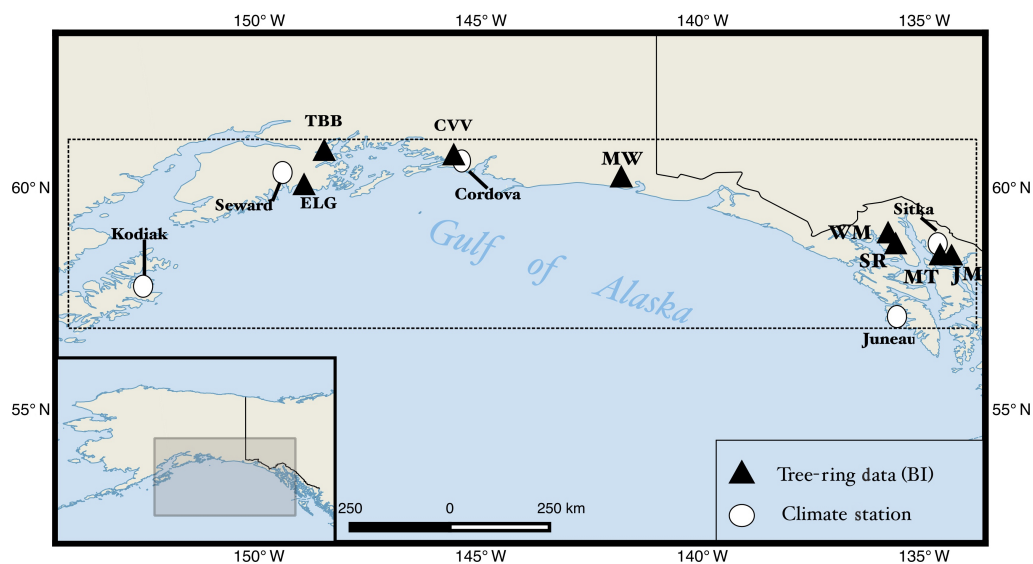 150° W
145° W
140° W
135° W
TBB
CVV
MW
60° N
60° N
Cordova
Seward
ELG
Sitka
Kodiak
WM
SR
MT
JM
Gulf of Alaska
Juneau
55° N
55° N
Tree-ring data (BI)
250
0
250 km
Climate station
150° W
145° W
140° W
135° W